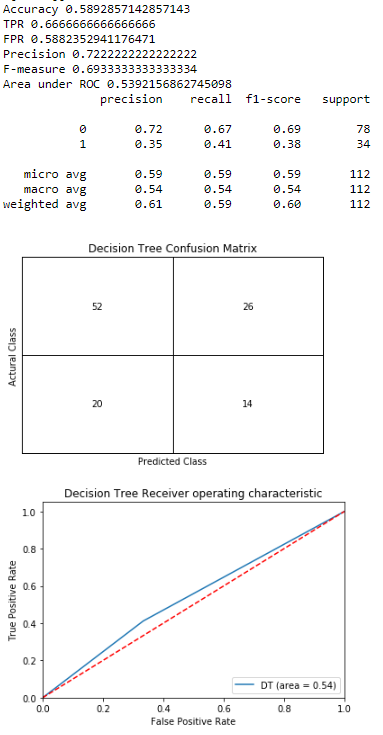 Accuracy 0.5892857142857143
TPR 0.6666666666666666
FPR 0.5882352941176471
Precision 0.7222222222222222
F-measure 0.6933333333333334
Area under ROC 0.5392156862745098
precision recall f1-score support
0 0.72 0.67 0.69 78
1 0.35 0.41 0.38 34
micro avg 0.59 0.59 0.59 112
macro avg 0.54 0.54 0.54 112
weighted avg 0.61 0.59 0.60 112
Decision Tree Confusion Matrix
Actural Class
52 26
20 14
Predicted Class
Decision Tree Receiver operating characteristic
True Positive Rate
1.0
0.8
0.6
0.4
0.2
0.0
DT (area = 0.54)
0.0 0.2 0.4 0.6 0.8 1.0
False Positive Rate